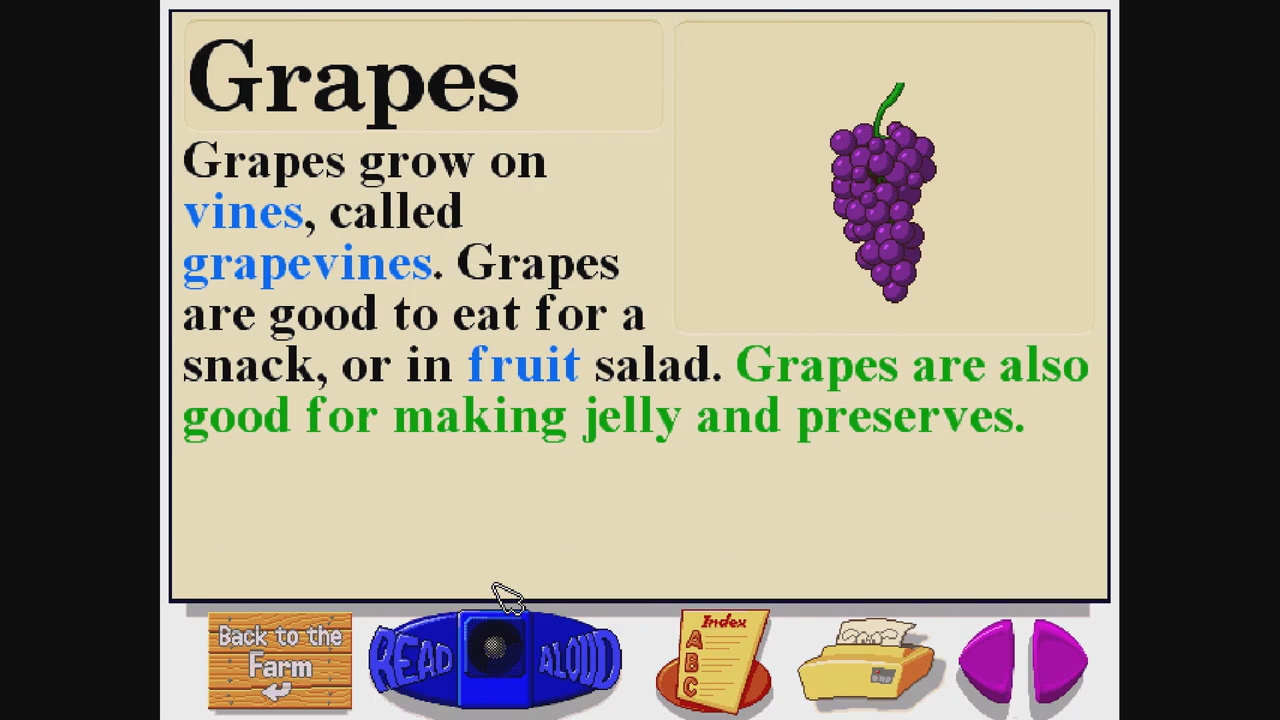 Grapes
Grapes grow on
vines, called
grapevines. Grapes
are good to eat for a
snack, or in fruit salad. Grapes are also
good for making jelly and preserves.
Back to the
Farm
READ ALOUD
Index
A
B
C